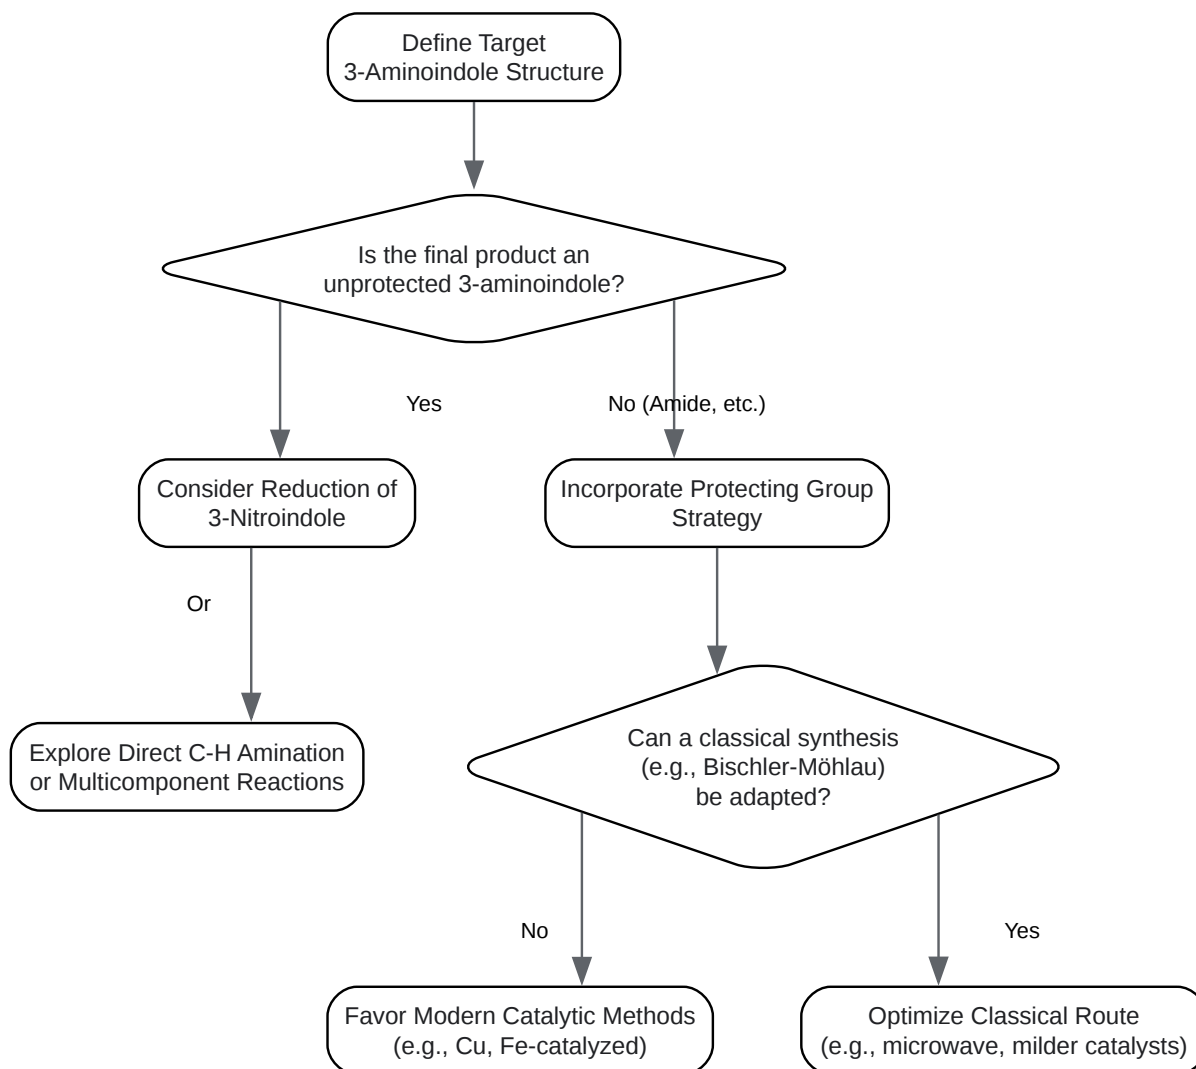 Define Target
3-Aminoindole Structure
Is the final product an
unprotected 3-aminoindole?
Yes
No (Amide, etc.)
Consider Reduction of
3-Nitroindole
Incorporate Protecting Group
Strategy
Or
Explore Direct C-H Amination
or Multicomponent Reactions
Can a classical synthesis
(e.g., Bischler-Möhlau)
be adapted?
No
Yes
Favor Modern Catalytic Methods
(e.g., Cu, Fe-catalyzed)
Optimize Classical Route
(e.g., microwave, milder catalysts)